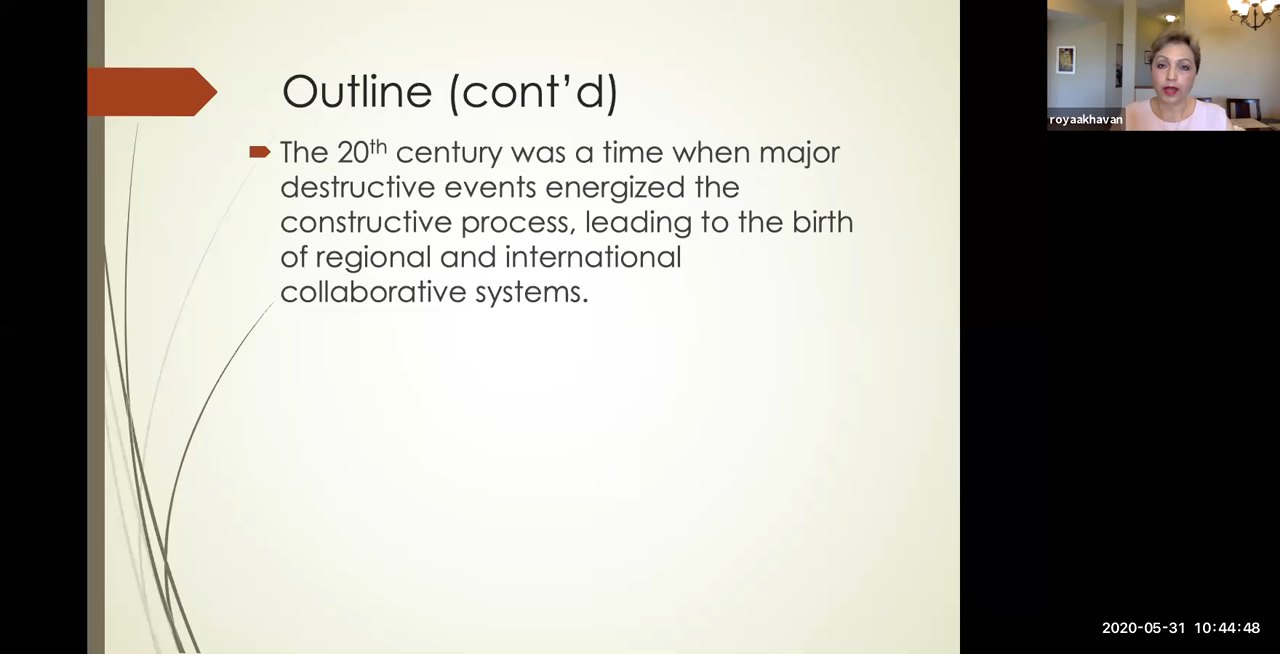 Outline (cont’d)
The 20th century was a time when major
destructive events energized the
constructive process, leading to the birth
of regional and international
collaborative systems.
royaakhavan
2020-05-31 10:44:48